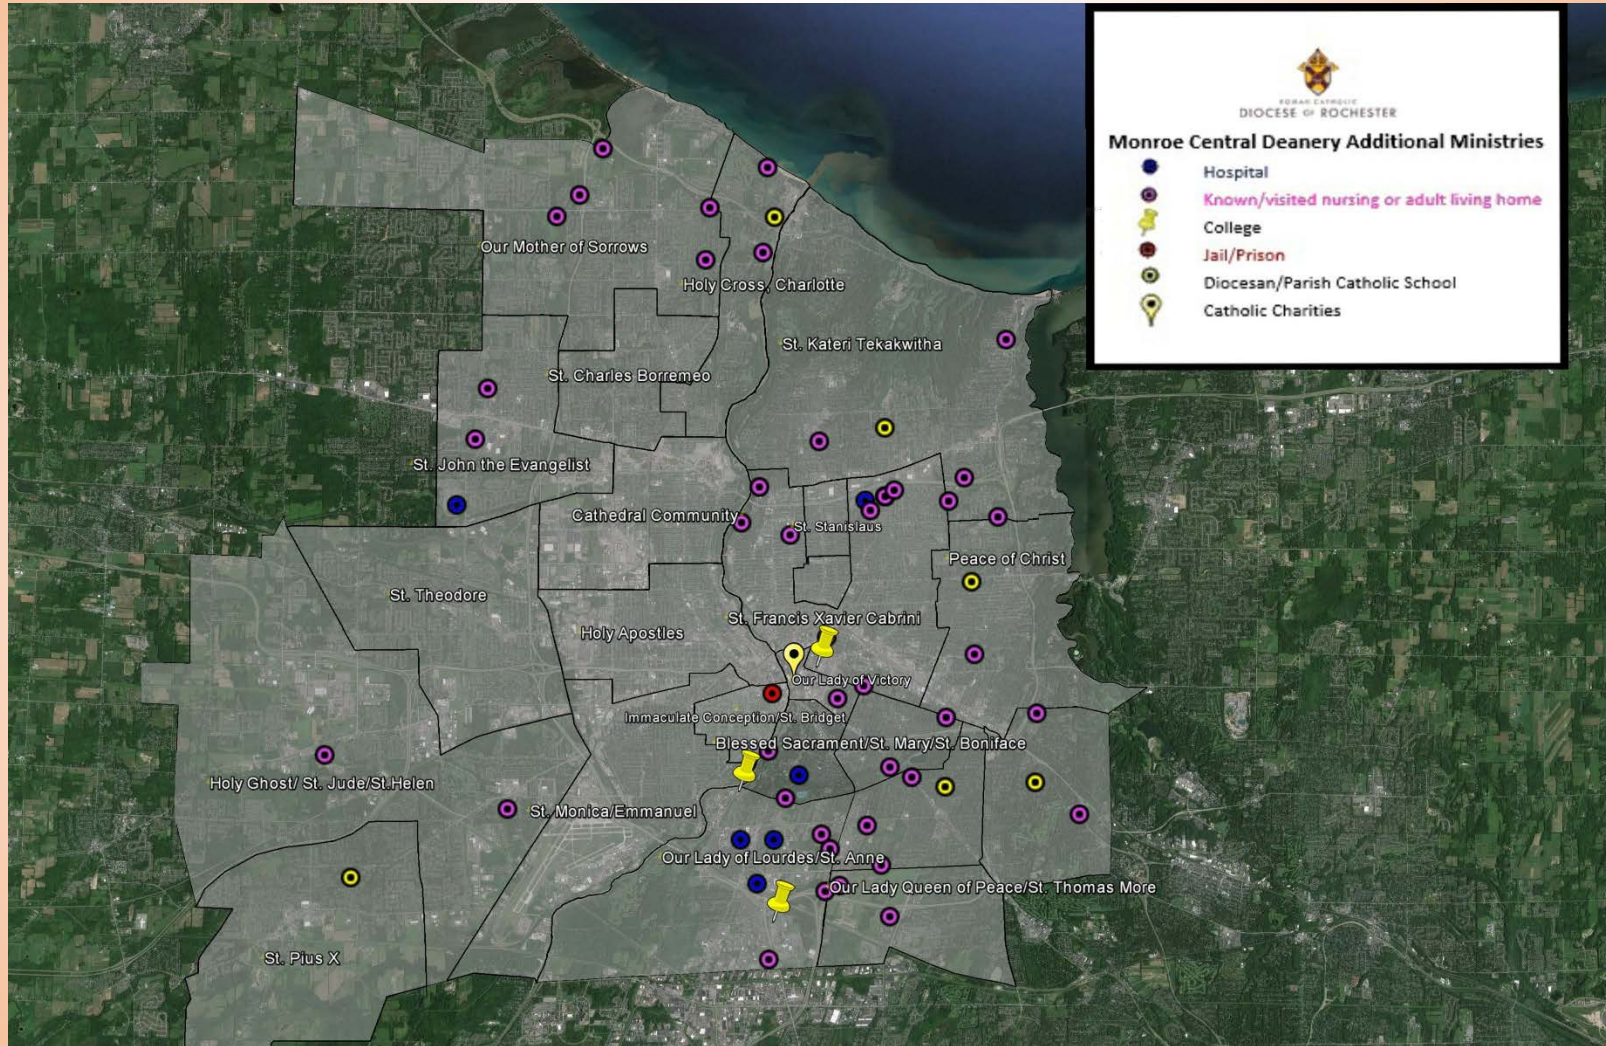 ROMAN CATHOLIC
DIOCESE OF ROCHESTER
Monroe Central Deanery Additional Ministries
Hospital
Known/visited nursing or adult living home
College
Jail/Prison
Diocesan/Parish Catholic School
Catholic Charities
Our Mother of Sorrows
Holy Cross, Charlotte
St. Kateri Tekakwitha
St. Charles Borremeo
St. John the Evangelist
Cathedral Community
St. Stanislaus
Peace of Christ
St. Theodore
St. Francis Xavier Cabrini
Holy Apostles
Our Lady of Victory
Immaculate Conception/St. Bridget
Blessed Sacrament/St. Mary/St. Boniface
Holy Ghost/ St. Jude/St.Helen
St. Monica/Emmanuel
Our Lady of Lourdes/St. Anne
Our Lady Queen of Peace/St. Thomas More
St. Pius X